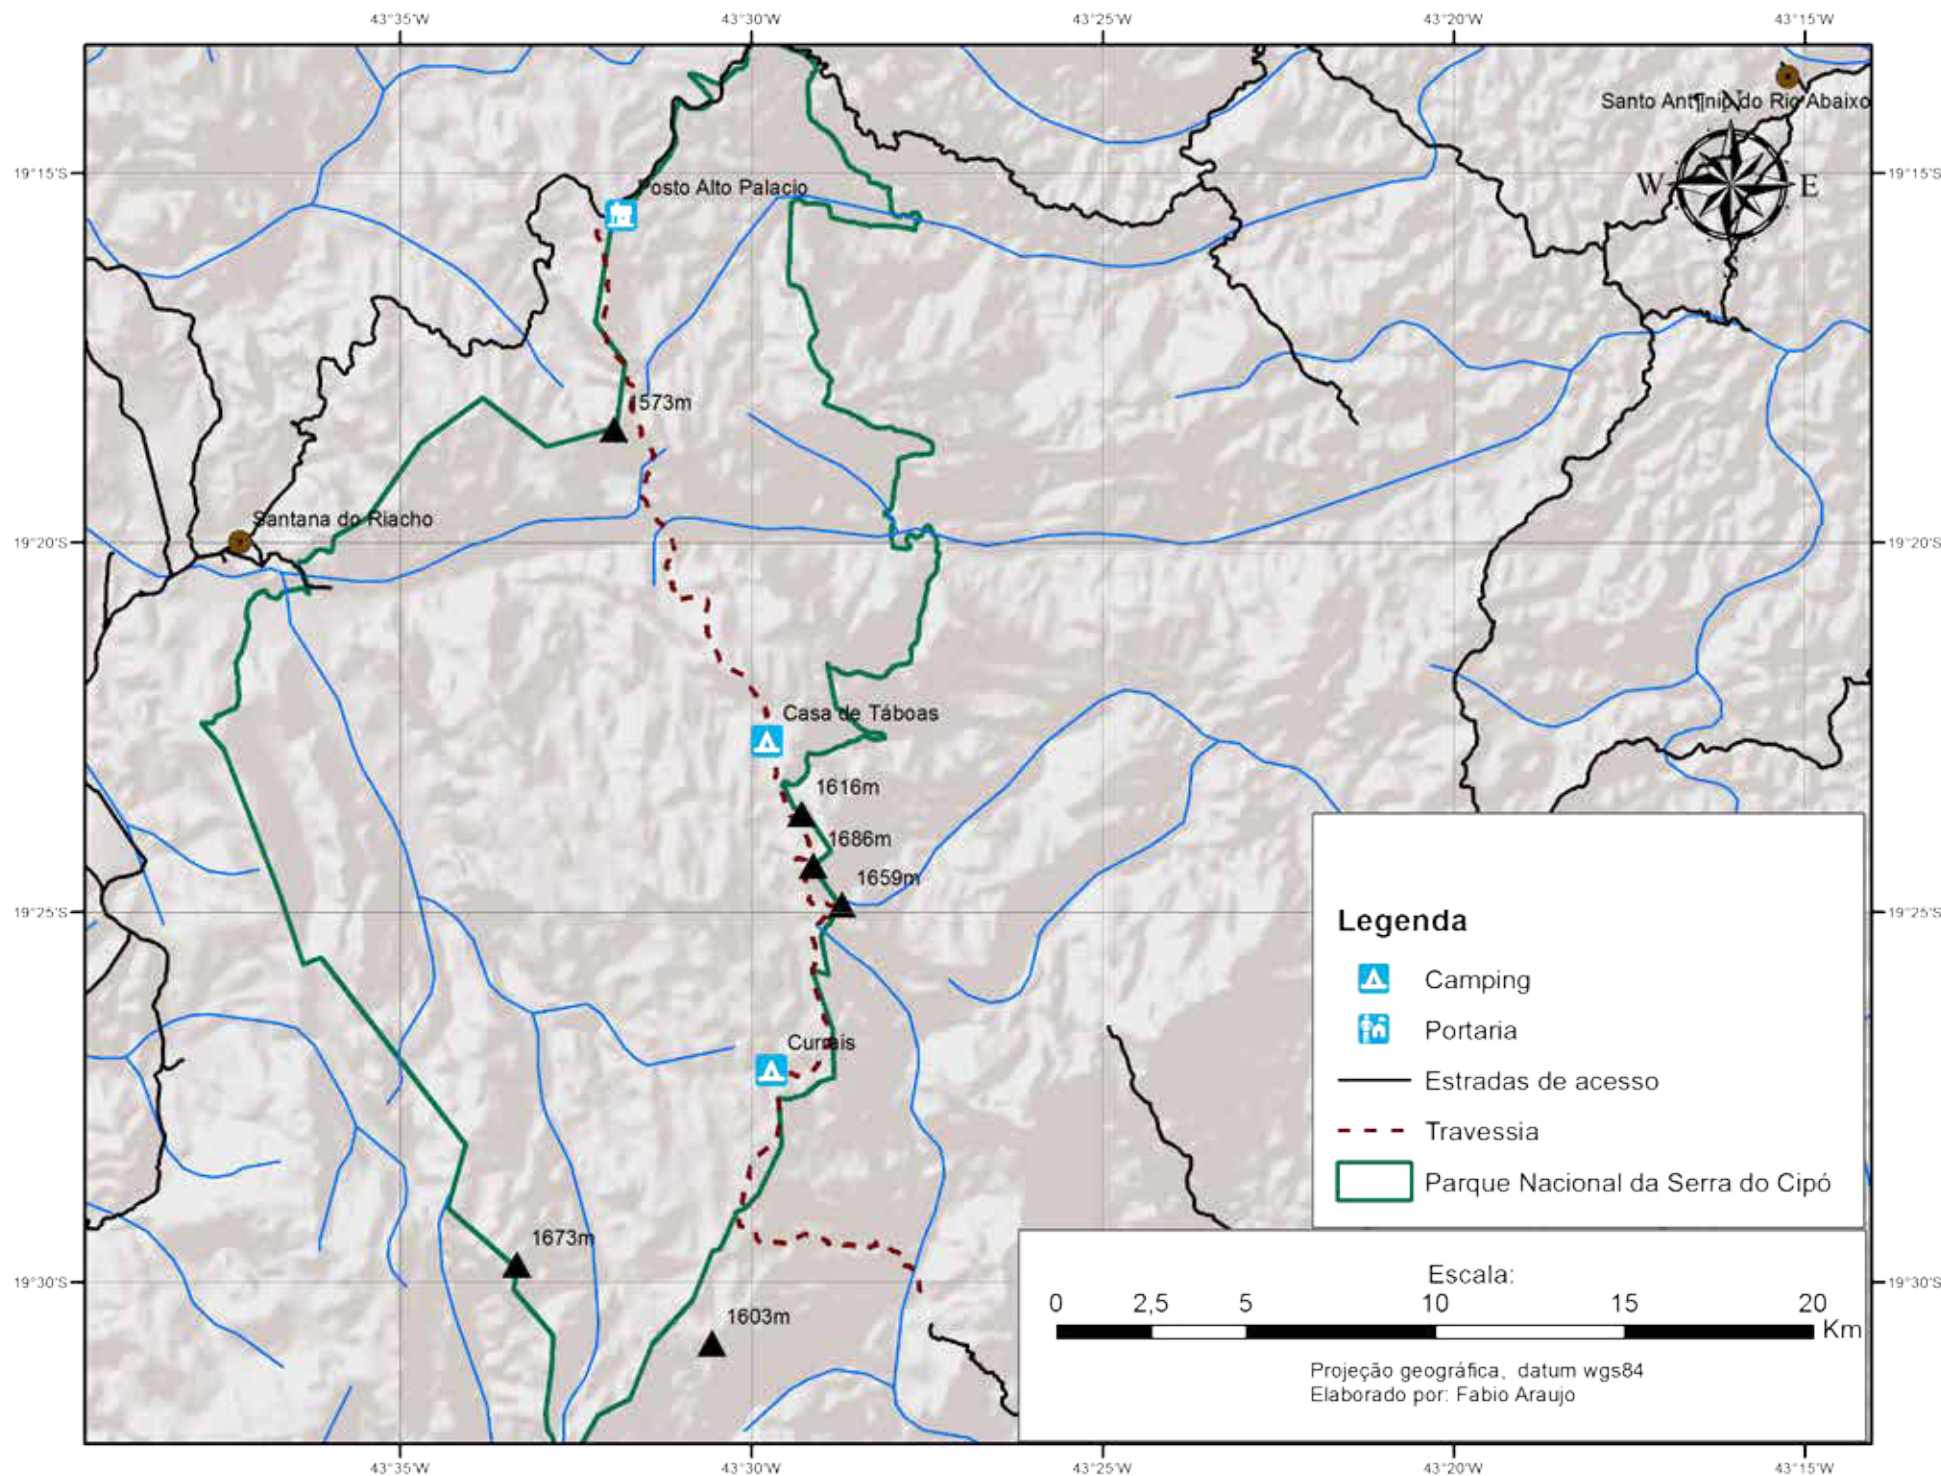 43°35'W 43°30'W 43°25'W 43°20'W 43°15'W
Santo Ant¶nio do Rio Abaixo
N
W E
S
19°15'S 19°15'S
Posto Alto Palacio
1573m
Santana do Riacho
19°20'S 19°20'S
Casa de Táboas
1616m
1686m
1659m
19°25'S 19°25'S
Legenda
Camping
Portaria
Currais
Estradas de acesso
Travessia
Parque Nacional da Serra do Cipó
1673m
19°30'S 19°30'S
Escala:
0 2,5 5 10 15 20
Km
1603m
Projeção geográfica, datum wgs84
Elaborado por: Fabio Araujo
43°35'W 43°30'W 43°25'W 43°20'W 43°15'W